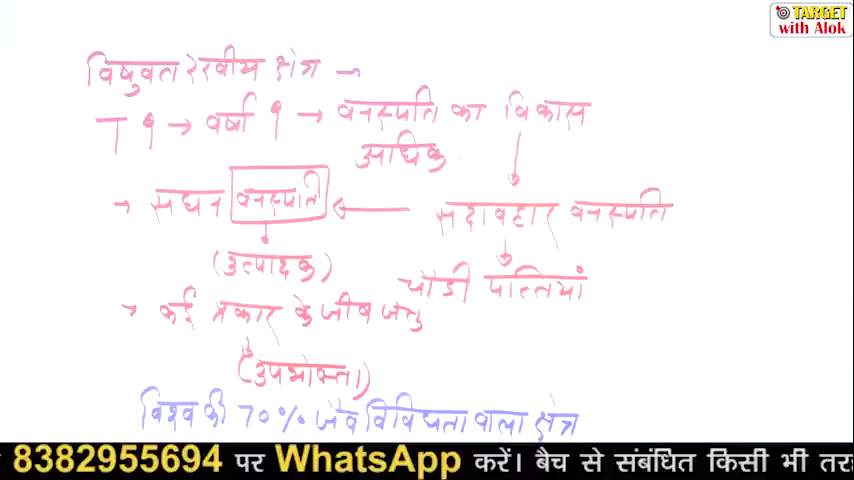 TARGET
with Alok
विषुवत रेखीय क्षेत्र →
T ↑ → वर्षा ↑ → वनस्पति का विकास
अधिक
→ सघन वनस्पति ← सदाबहार वनस्पति
(उत्पादक)
चौडी पत्तियां
→ कई प्रकार के जीव जन्तु
(उपभोक्ता)
विश्व की 70% जैव विविधता वाला क्षेत्र
8382955694 पर WhatsApp करें। बैच से संबंधित किसी भी तरह